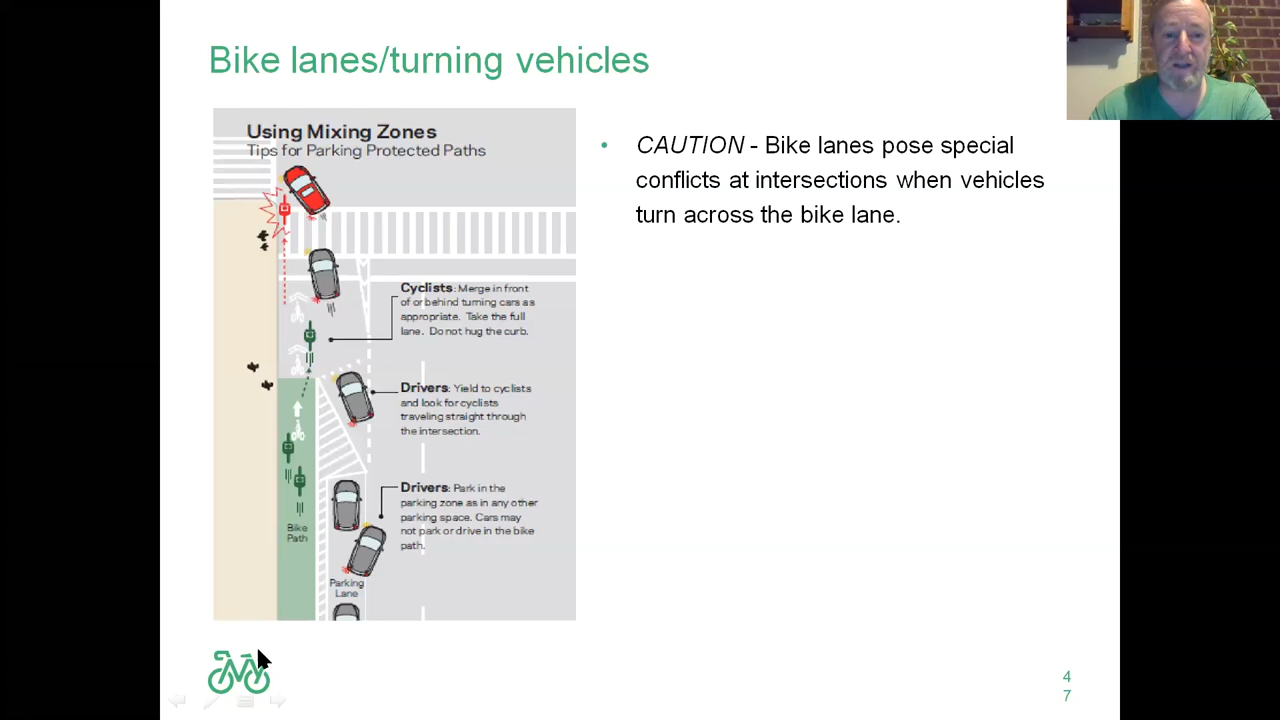 Bike lanes/turning vehicles
Using Mixing Zones
Tips for Parking Protected Paths
Cyclists: Merge in front
of or behind turning cars as
appropriate. Take the full
lane. Do not hug the curb.
Drivers: Yield to cyclists
and look for cyclists
traveling straight through
the intersection.
Drivers: Park in the
parking zone as in any other
parking space. Cars may
not park or drive in the bike
path.
Bike
Path
Parking
Lane
• CAUTION - Bike lanes pose special
conflicts at intersections when vehicles
turn across the bike lane.
4
7